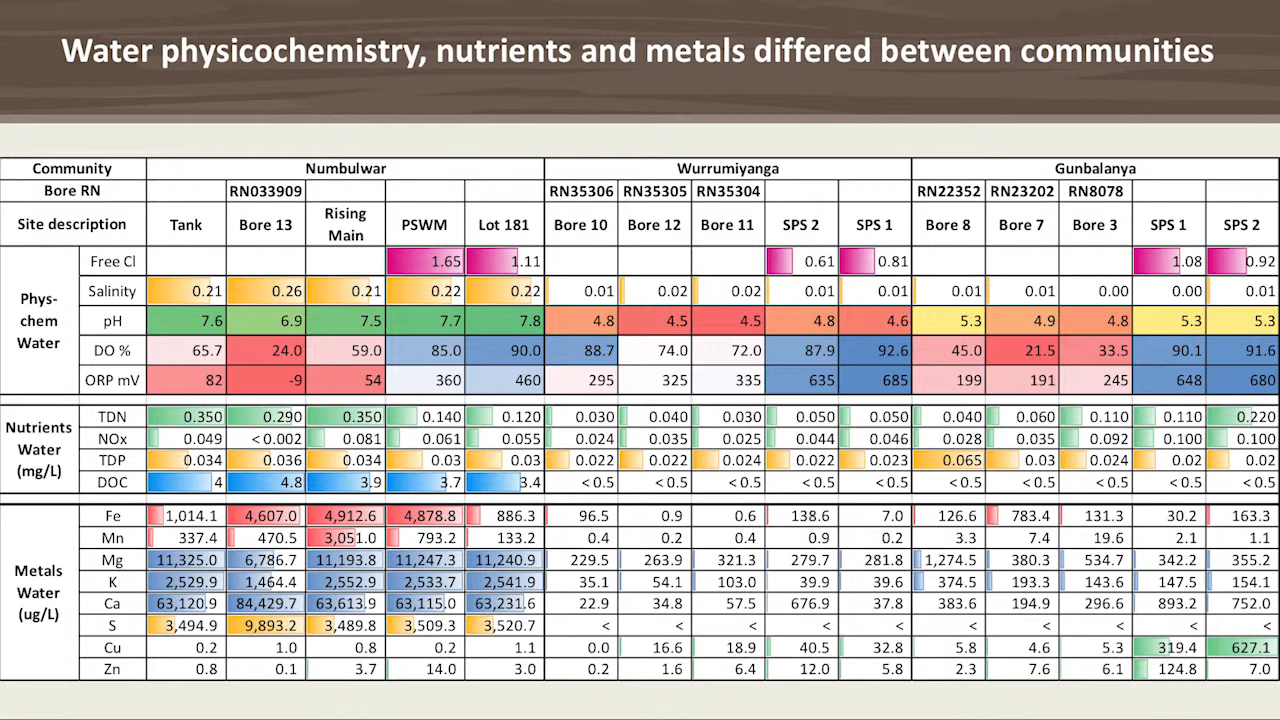 Water physicochemistry, nutrients and metals differed between communities
Community Numbulwar Wurrumiyanga Gunbalanya
Bore RN RN033909 RN35306 RN35305 RN35304 RN22352 RN23202 RN8078
Site description Tank Bore 13 Rising Main PSWM Lot 181 Bore 10 Bore 12 Bore 11 SPS 2 SPS 1 Bore 8 Bore 7 Bore 3 SPS 1 SPS 2
Phys-
chem
Water
Free Cl 1.65 1.11 0.61 0.81 1.08 0.92
Salinity 0.21 0.26 0.21 0.22 0.22 0.01 0.02 0.02 0.01 0.01 0.01 0.01 0.00 0.00 0.01
pH 7.6 6.9 7.5 7.7 7.8 4.8 4.5 4.5 4.8 4.6 5.3 4.9 4.8 5.3 5.3
DO % 65.7 24.0 59.0 85.0 90.0 88.7 74.0 72.0 87.9 92.6 45.0 21.5 33.5 90.1 91.6
ORP mV 82 -9 54 360 460 295 325 335 635 685 199 191 245 648 680
Nutrients
Water
(mg/L)
TDN 0.350 0.290 0.350 0.140 0.120 0.030 0.040 0.030 0.050 0.050 0.040 0.060 0.110 0.110 0.220
NOx 0.049 <0.002 0.081 0.061 0.055 0.024 0.035 0.025 0.044 0.046 0.028 0.035 0.092 0.100 0.100
TDP 0.034 0.036 0.034 0.03 0.03 0.022 0.022 0.024 0.022 0.023 0.065 0.03 0.024 0.02 0.02
DOC 4 4.8 3.9 3.7 3.4 <0.5 <0.5 <0.5 <0.5 <0.5 <0.5 <0.5 <0.5 <0.5 <0.5
Metals
Water
(ug/L)
Fe 1,014.1 4,607.0 4,912.6 4,878.8 886.3 96.5 0.9 0.6 138.6 7.0 126.6 783.4 131.3 30.2 163.3
Mn 337.4 470.5 3,051.0 793.2 133.2 0.4 0.2 0.4 0.9 0.2 3.3 7.4 19.6 2.1 1.1
Mg 11,325.0 6,786.7 11,193.8 11,247.3 11,240.9 229.5 263.9 321.3 279.7 281.8 1,274.5 380.3 534.7 342.2 355.2
K 2,529.9 1,464.4 2,552.9 2,533.7 2,541.9 35.1 54.1 103.0 39.9 39.6 374.5 193.3 143.6 147.5 154.1
Ca 63,120.9 84,429.7 63,613.9 63,115.0 63,231.6 22.9 34.8 57.5 676.9 37.8 383.6 194.9 296.6 893.2 752.0
S 3,494.9 9,893.2 3,489.8 3,509.3 3,520.7 < < < < < < < < < <
Cu 0.2 1.0 0.8 0.2 1.1 0.0 16.6 18.9 40.5 32.8 5.8 4.6 5.3 319.4 627.1
Zn 0.8 0.1 3.7 14.0 3.0 0.2 1.6 6.4 12.0 5.8 2.3 7.6 6.1 124.8 7.0